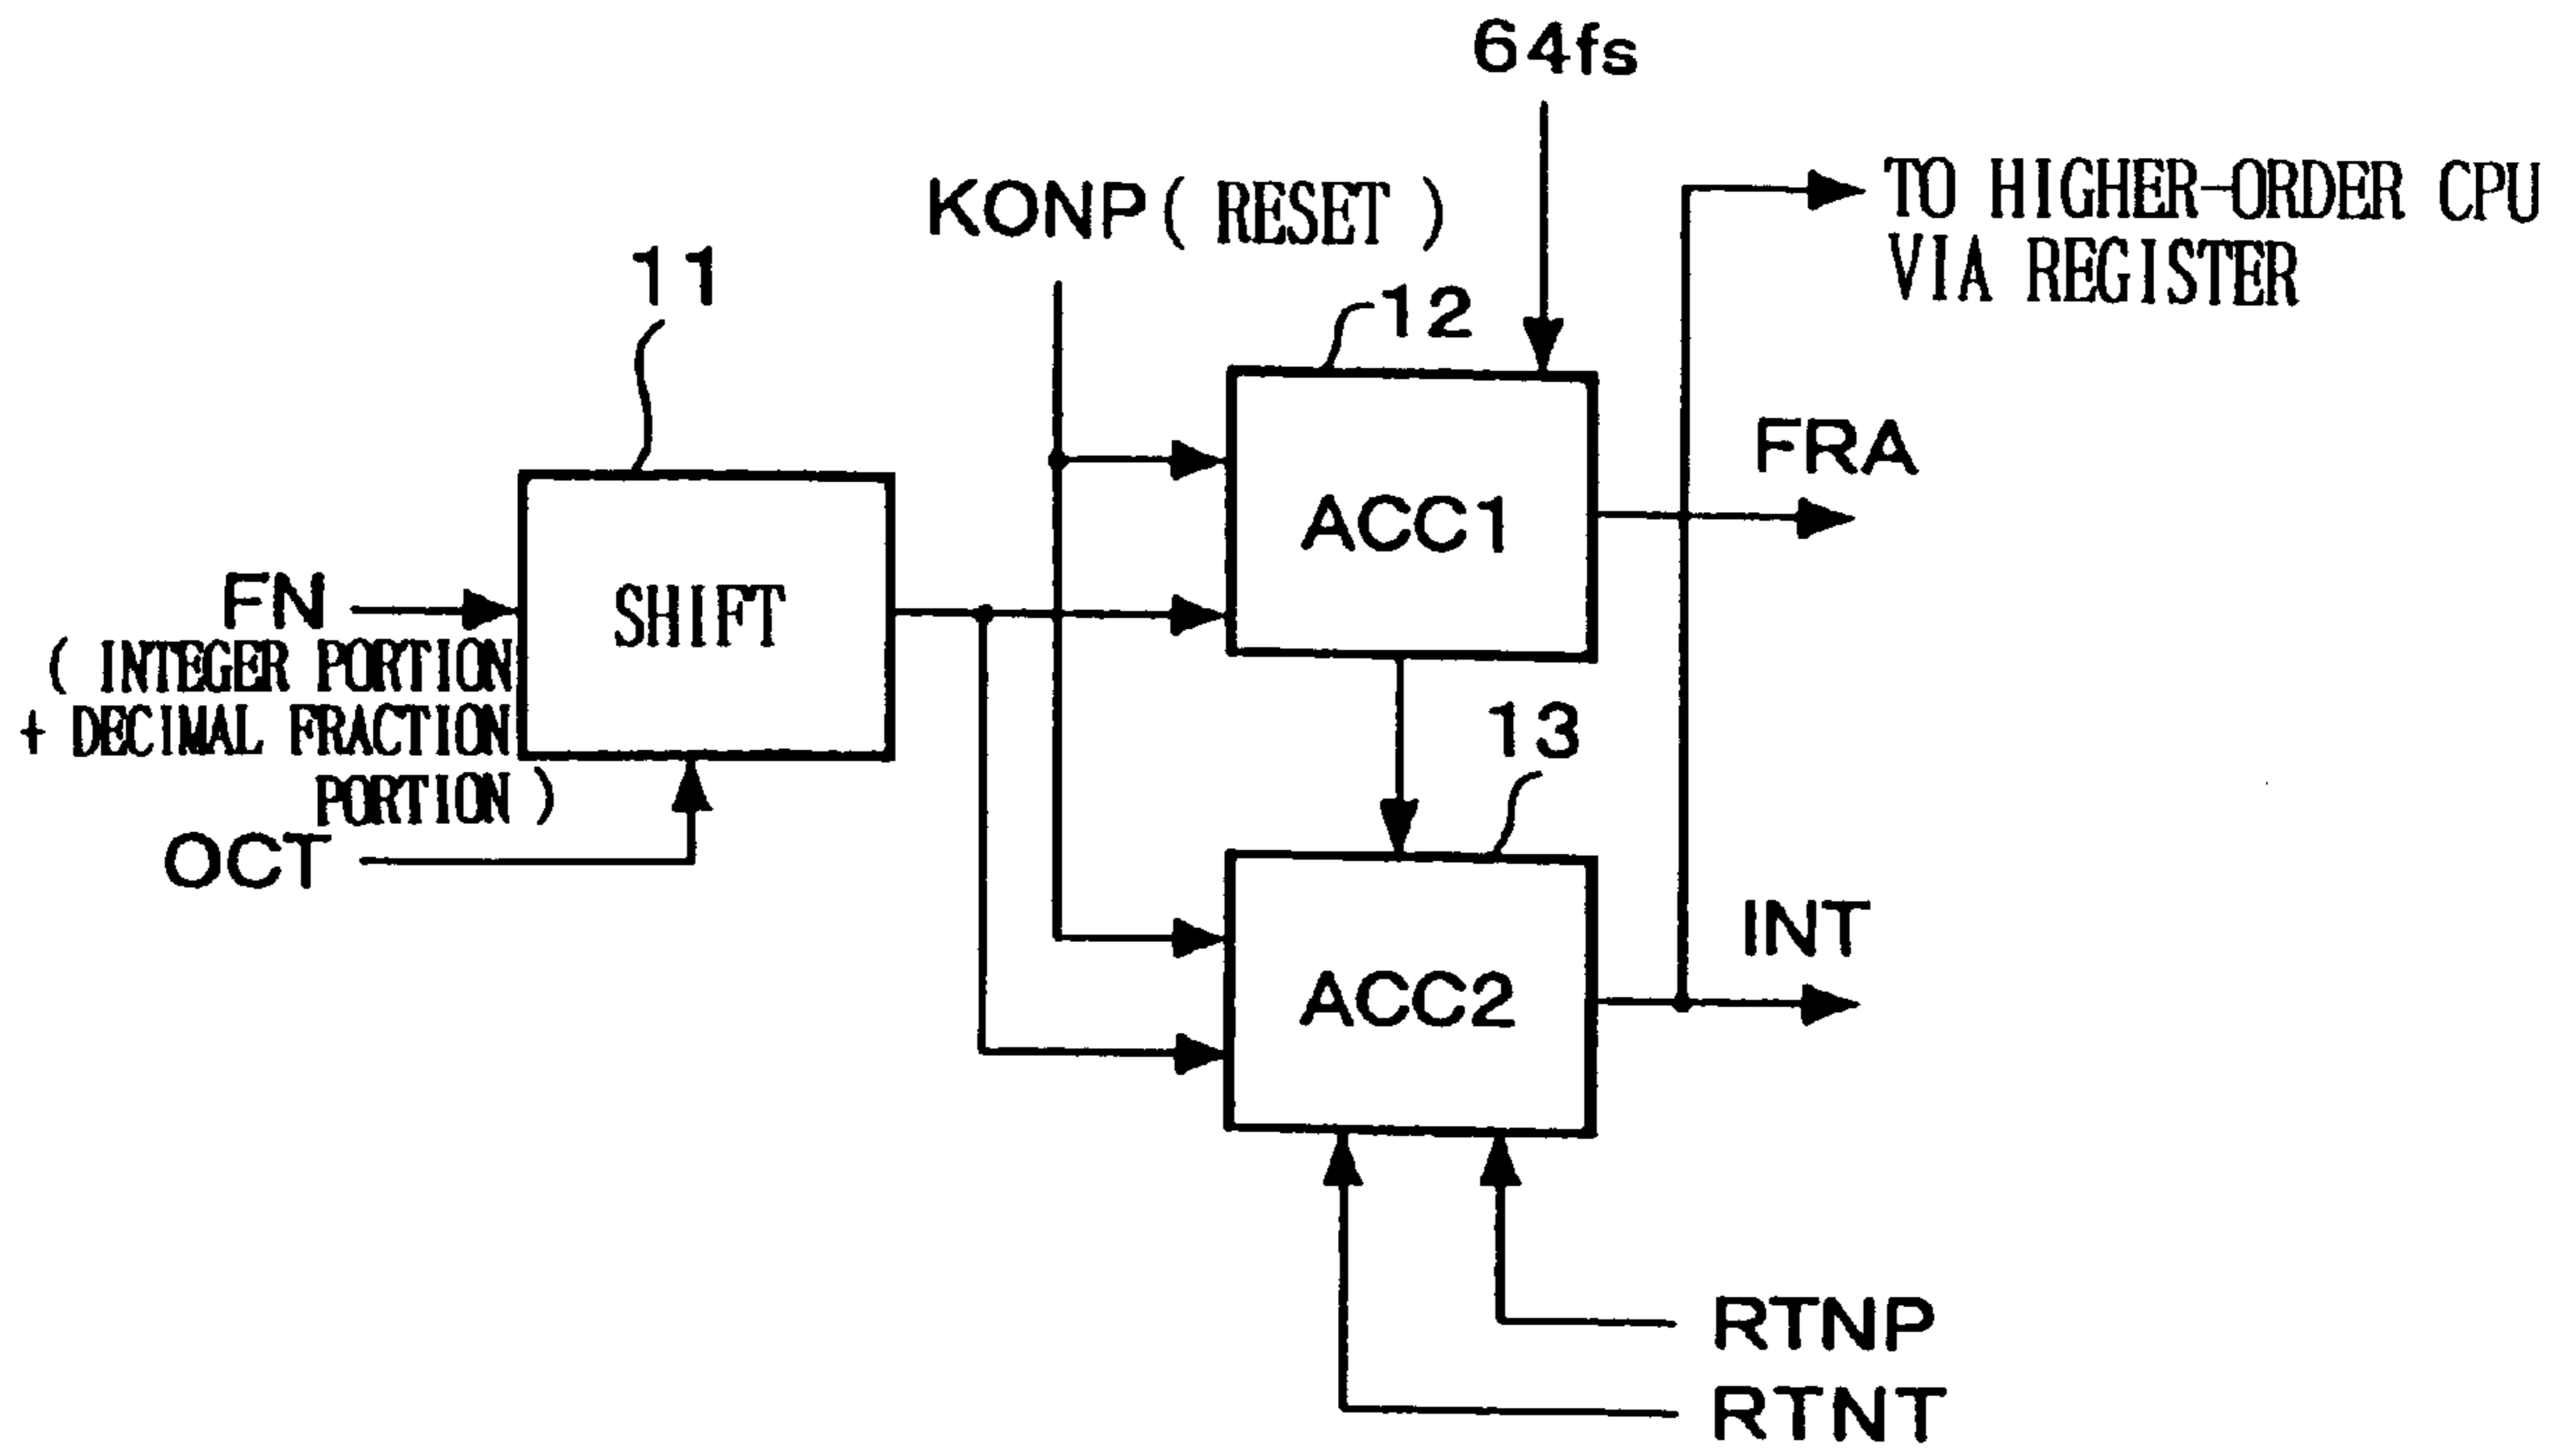 64fs
KONP ( RESET )
TO HIGHER-ORDER CPU
VIA REGISTER
11
12
FRA
ACC1
FN
SHIFT
( INTEGER PORTION
+ DECIMAL FRACTION
PORTION )
13
OCT
INT
ACC2
RTNP
RTNT